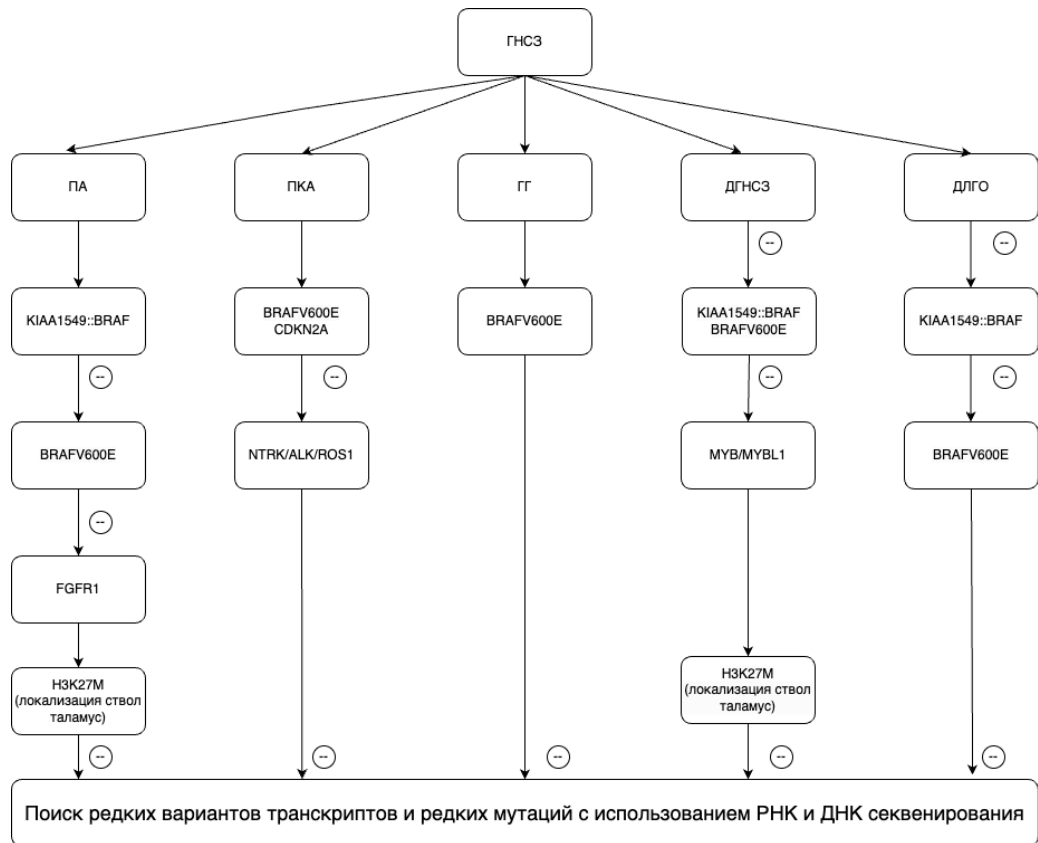 ГНСЗ
ПА
ПКА
ГГ
ДГНСЗ
ДЛГО
--
--
KIAA1549::BRAF
BRAFV600E
CDKN2A
BRAFV600E
KIAA1549::BRAF
BRAFV600E
KIAA1549::BRAF
--
--
--
--
BRAFV600E
NTRK/ALK/ROS1
MYB/MYBL1
BRAFV600E
--
FGFR1
H3K27M
(локализация ствол
таламус)
H3K27M
(локализация ствол
таламус)
--
--
--
--
--
Поиск редких вариантов транскриптов и редких мутаций с использованием РНК и ДНК секвенирования